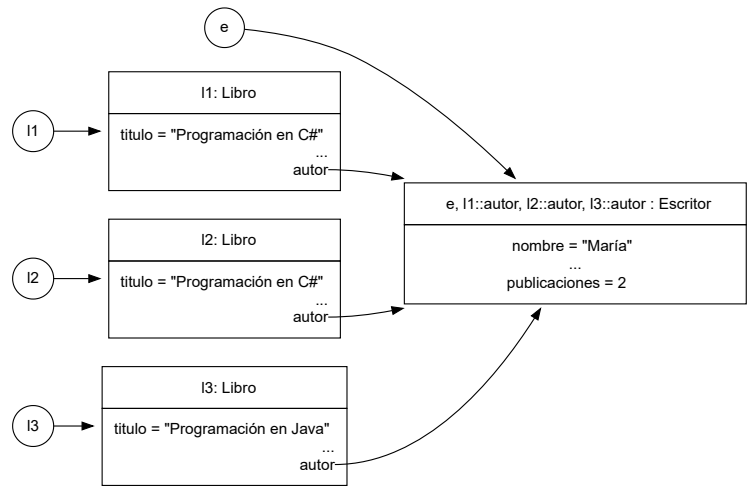 e
l1
l1: Libro
titulo = "Programación en C#"
...
autor
e, l1::autor, l2::autor, l3::autor : Escritor
nombre = "María"
...
publicaciones = 2
l2
l2: Libro
titulo = "Programación en C#"
...
autor
l3
l3: Libro
titulo = "Programación en Java"
...
autor